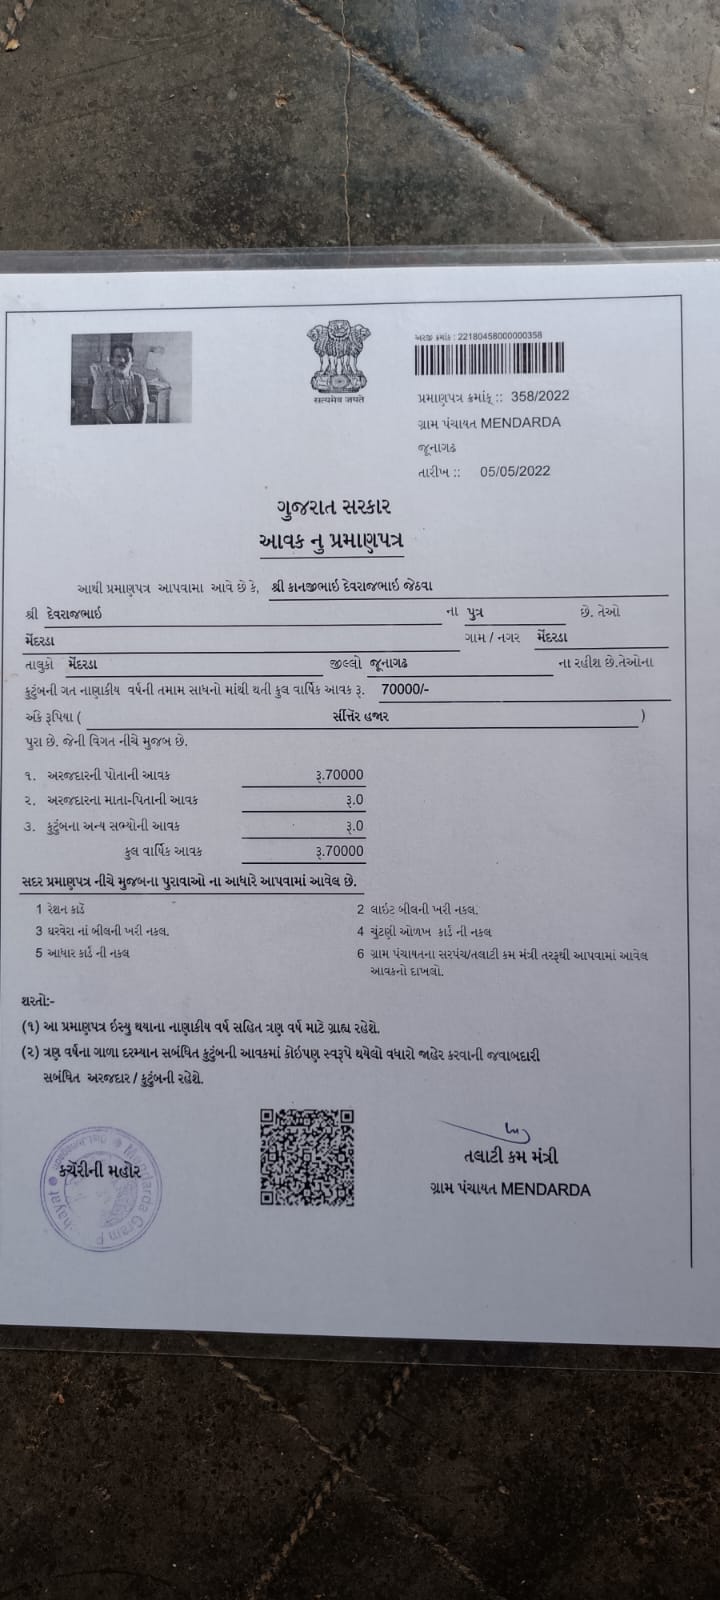 सत्यमेव जयते
અરજી ક્રમાંક : 22180458000000358
પ્રમાણપત્ર ક્રમાંક :: 358/2022
ગ્રામ પંચાયત MENDARDA
જૂનાગઢ
તારીખ :: 05/05/2022
ગુજરાત સરકાર
આવક નુ પ્રમાણપત્ર
આથી પ્રમાણપત્ર આપવામા આવે છે કે, શ્રી કાનજીભાઇ દેવરાજભાઇ જેઠવા
શ્રી દેવરાજભાઇ ના પુત્ર છે. તેઓ
મેંદરડા ગામ / નગર મેંદરડા
તાલુકો મેંદરડા જીલ્લો જૂનાગઢ ના રહીશ છે.તેઓના
કુટુંબની ગત નાણાકીય વર્ષની તમામ સાધનો માંથી થતી કુલ વાર્ષિક આવક રૂ. 70000/-
અંકે રૂપિયા ( સીત્તેર હજાર )
પુરા છે. જેની વિગત નીચે મુજબ છે.
૧. અરજદારની પોતાની આવક રૂ.70000
૨. અરજદારના માતા-પિતાની આવક રૂ.0
૩. કુટુંબના અન્ય સભ્યોની આવક રૂ.0
કુલ વાર્ષિક આવક રૂ.70000
સદર પ્રમાણપત્ર નીચે મુજબના પુરાવાઓ ના આધારે આપવામાં આવેલ છે.
1 રેશન કાર્ડ 2 લાઇટ બીલની ખરી નકલ.
3 ઘરવેરા નાં બીલની ખરી નકલ. 4 ચુંટણી ઓળખ કાર્ડ ની નકલ
5 આધાર કાર્ડ ની નકલ 6 ગ્રામ પંચાયતના સરપંચ/તલાટી કમ મંત્રી તરફથી આપવામાં આવેલ
આવકનો દાખલો.
શરતો:-
(૧) આ પ્રમાણપત્ર ઇસ્યુ થયાના નાણાકીય વર્ષ સહિત ત્રણ વર્ષ માટે ગ્રાહ્ય રહેશે.
(૨) ત્રણ વર્ષના ગાળા દરમ્યાન સબંધિત કુટુંબની આવકમાં કોઇપણ સ્વરૂપે થયેલો વધારો જાહેર કરવાની જવાબદારી
સબંધિત અરજદાર / કુટુંબની રહેશે.
કચેરીની મહોર
Mendarda Gram
તલાટી કમ મંત્રી
ગ્રામ પંચાયત MENDARDA